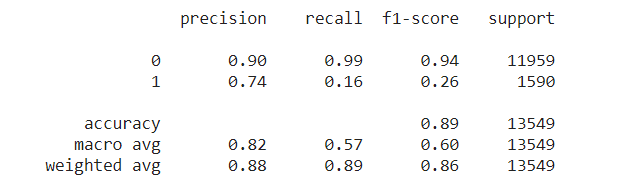 precision recall f1-score support
0 0.90 0.99 0.94 11959
1 0.74 0.16 0.26 1590
accuracy 0.89 13549
macro avg 0.82 0.57 0.60 13549
weighted avg 0.88 0.89 0.86 13549